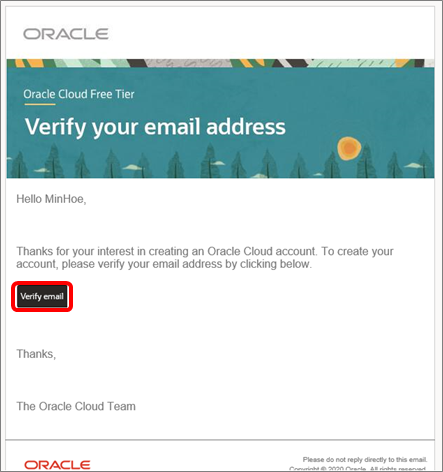 ORACLE
Oracle Cloud Free Tier
Verify your email address
Hello MinHoe,
Thanks for your interest in creating an Oracle Cloud account. To create your
account, please verify your email address by clicking below.
Verify email
Thanks,
The Oracle Cloud Team
ORACLE
Please do not reply directly to this email.
Copyright © 2020 Oracle. All rights reserved.